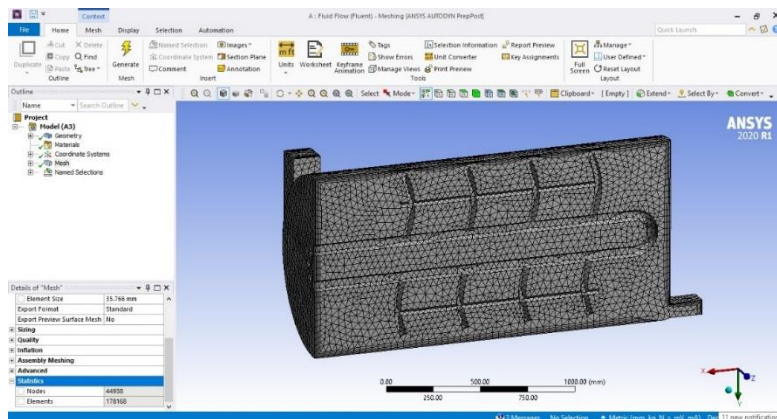 Context
A : Fluid Flow (Fluent) - Meshing [ANSYS AUTODYN PrepPost]
File Home Mesh Display Selection Automation
Quick Launch
Duplicate
Cut
Copy
Paste
Delete
Find
Tree
Outline
Generate
Mesh
Named Selection
Coordinate System
Comment
Images
Section Plane
Annotation
Insert
Units
Worksheet
Keyframe Animation
Tags
Show Errors
Manage Views
Selection Information
Unit Converter
Print Preview
Report Preview
Key Assignments
Tools
Full Screen
Manage
User Defined
Reset Layout
Layout
Outline
Name Search Outline
Select Mode Clipboard [Empty] Extend Select By Convert
Project
Model (A3)
Geometry
Materials
Coordinate Systems
Mesh
Named Selections
ANSYS
2020 R1
Details of "Mesh"
Element Size 35.766 mm
Export Format Standard
Export Preview Surface Mesh No
Sizing
Quality
Inflation
Assembly Meshing
Advanced
Statistics
Nodes 44938
Elements 178168
0.00 500.00 1000.00 (mm)
250.00 750.00
X
Y
Z
No Selection